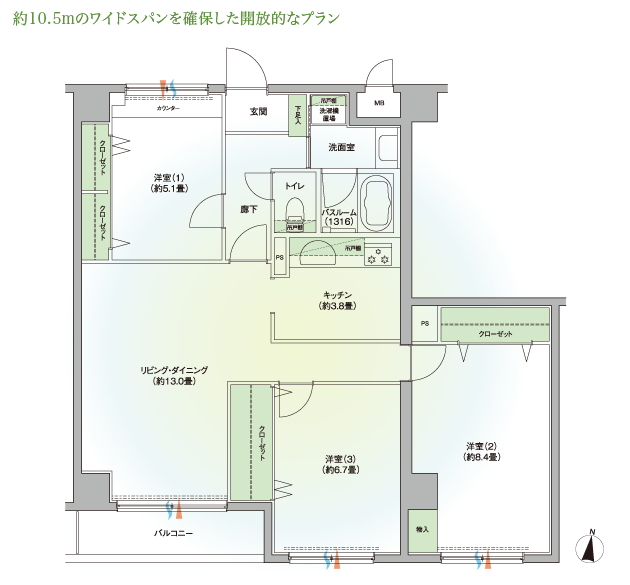 約10.5mのワイドスパンを確保した開放的なプラン
カウンター
玄関
下足入
吊戸棚
洗濯機
置場
MB
クローゼット
洋室(1)
(約5.1畳)
洗面室
トイレ
廊下
バスルーム
(1316)
クローゼット
吊戸棚
PS
吊戸棚
キッチン
(約3.8畳)
PS
クローゼット
リビング・ダイニング
(約13.0畳)
クローゼット
洋室(3)
(約6.7畳)
洋室(2)
(約8.4畳)
物入
バルコニー
N